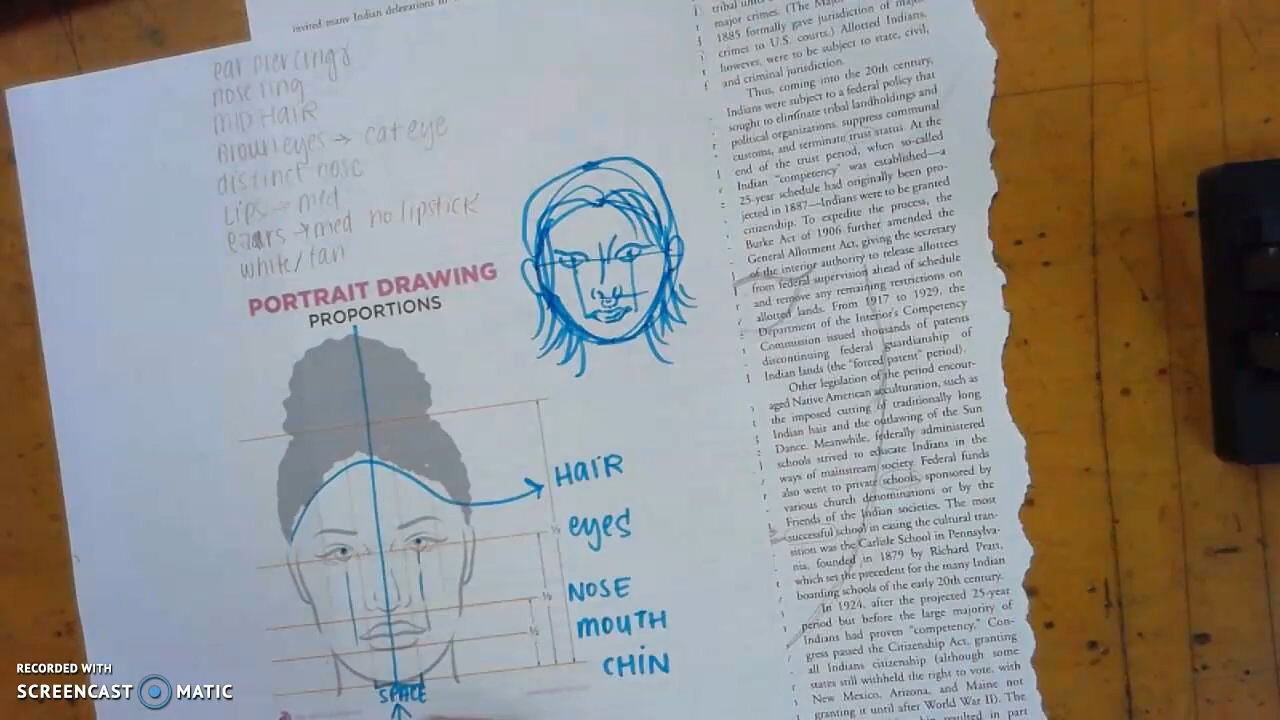 invited many Indian delegations
ear piercings
nose ring
mID HAIR
Brown eyes → cat eye
distinct nose
Lips → med
ears → med no lipstick
white/tan
PORTRAIT DRAWING
PROPORTIONS
HAIR
eyes
NOSE
MOUTH
CHIN
SPACE
1/2
1/2
1/2
RECORDED WITH
SCREENCAST MATIC
major crimes. (The
1885 formally gave jurisdiction of
crimes to U.S. courts.) Allotted Indians,
however, were to be subject to state, civil,
and criminal jurisdiction.
Thus, coming into the 20th century,
Indians were subject to a federal policy that
sought to eliminate tribal landholdings and
political organizations, suppress communal
customs, and terminate trust status. At the
end of the trust period, when so-called
Indian "competency" was established—a
25-year schedule had originally been pro-
jected in 1887—Indians were to be granted
citizenship. To expedite the process, the
Burke Act of 1906 further amended the
General Allotment Act, giving the secretary
of the interior authority to release allottees
from federal supervision ahead of schedule
and remove any remaining restrictions on
allotted lands. From 1917 to 1929, the
Department of the Interior's Competency
Commission issued thousands of patents
discontinuing federal guardianship of
Indian lands (the "forced patent" period).
Other legislation of the period encour-
aged Native American acculturation, such as
the imposed cutting of traditionally long
Indian hair and the outlawing of the Sun
Dance. Meanwhile, federally administered
schools strived to educate Indians in the
ways of mainstream society. Federal funds
also went to private schools, sponsored by
various church denominations or by the
Friends of the Indian societies. The most
successful school in easing the cultural tran-
sition was the Carlisle School in Pennsylva-
nia, founded in 1879 by Richard Pratt,
which set the precedent for the many Indian
boarding schools of the early 20th century.
In 1924, after the projected 25-year
period but before the large majority of
Indians had proven "competency," Con-
gress passed the Citizenship Act, granting
all Indians citizenship (although some
states still withheld the right to vote, with
New Mexico, Arizona, and Maine not
granting it until after World War II). The
resulted in part